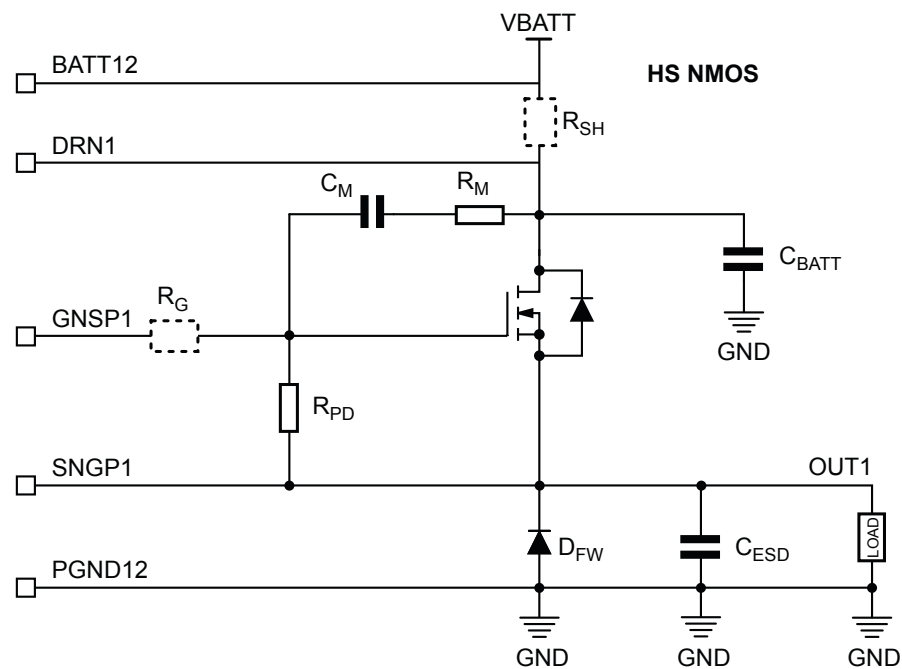 VBATT
BATT12
HS NMOS
RSH
DRN1
CM
RM
CBATT
RG
GNSP1
GND
RPD
SNGP1
OUT1
DFW
CESD
LOAD
PGND12
GND
GND
GND